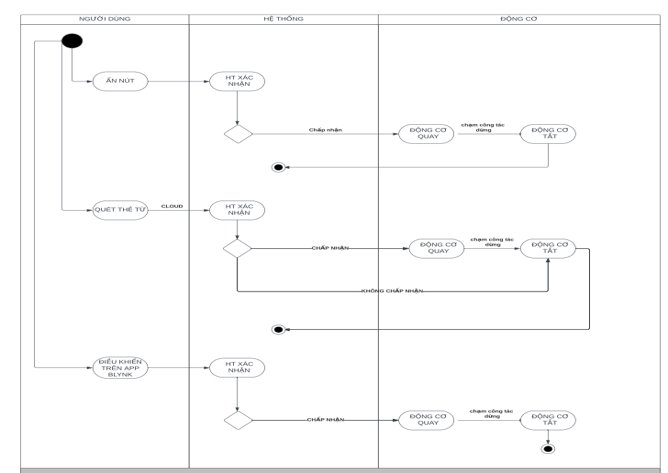 NGƯỜI DÙNG
HỆ THỐNG
ĐỘNG CƠ
ẤN NÚT
HT XÁC
NHẬN
Chấp nhận
ĐỘNG CƠ
QUAY
chạm công tắc
dừng
ĐỘNG CƠ
TẮT
QUÉT THẺ TỪ
CLOUD
HT XÁC
NHẬN
CHẤP NHẬN
ĐỘNG CƠ
QUAY
chạm công tắc
dừng
ĐỘNG CƠ
TẮT
KHÔNG CHẤP NHẬN
ĐIỀU KHIỂN
TRÊN APP
BLYNK
HT XÁC
NHẬN
CHẤP NHẬN
ĐỘNG CƠ
QUAY
chạm công tắc
dừng
ĐỘNG CƠ
TẮT